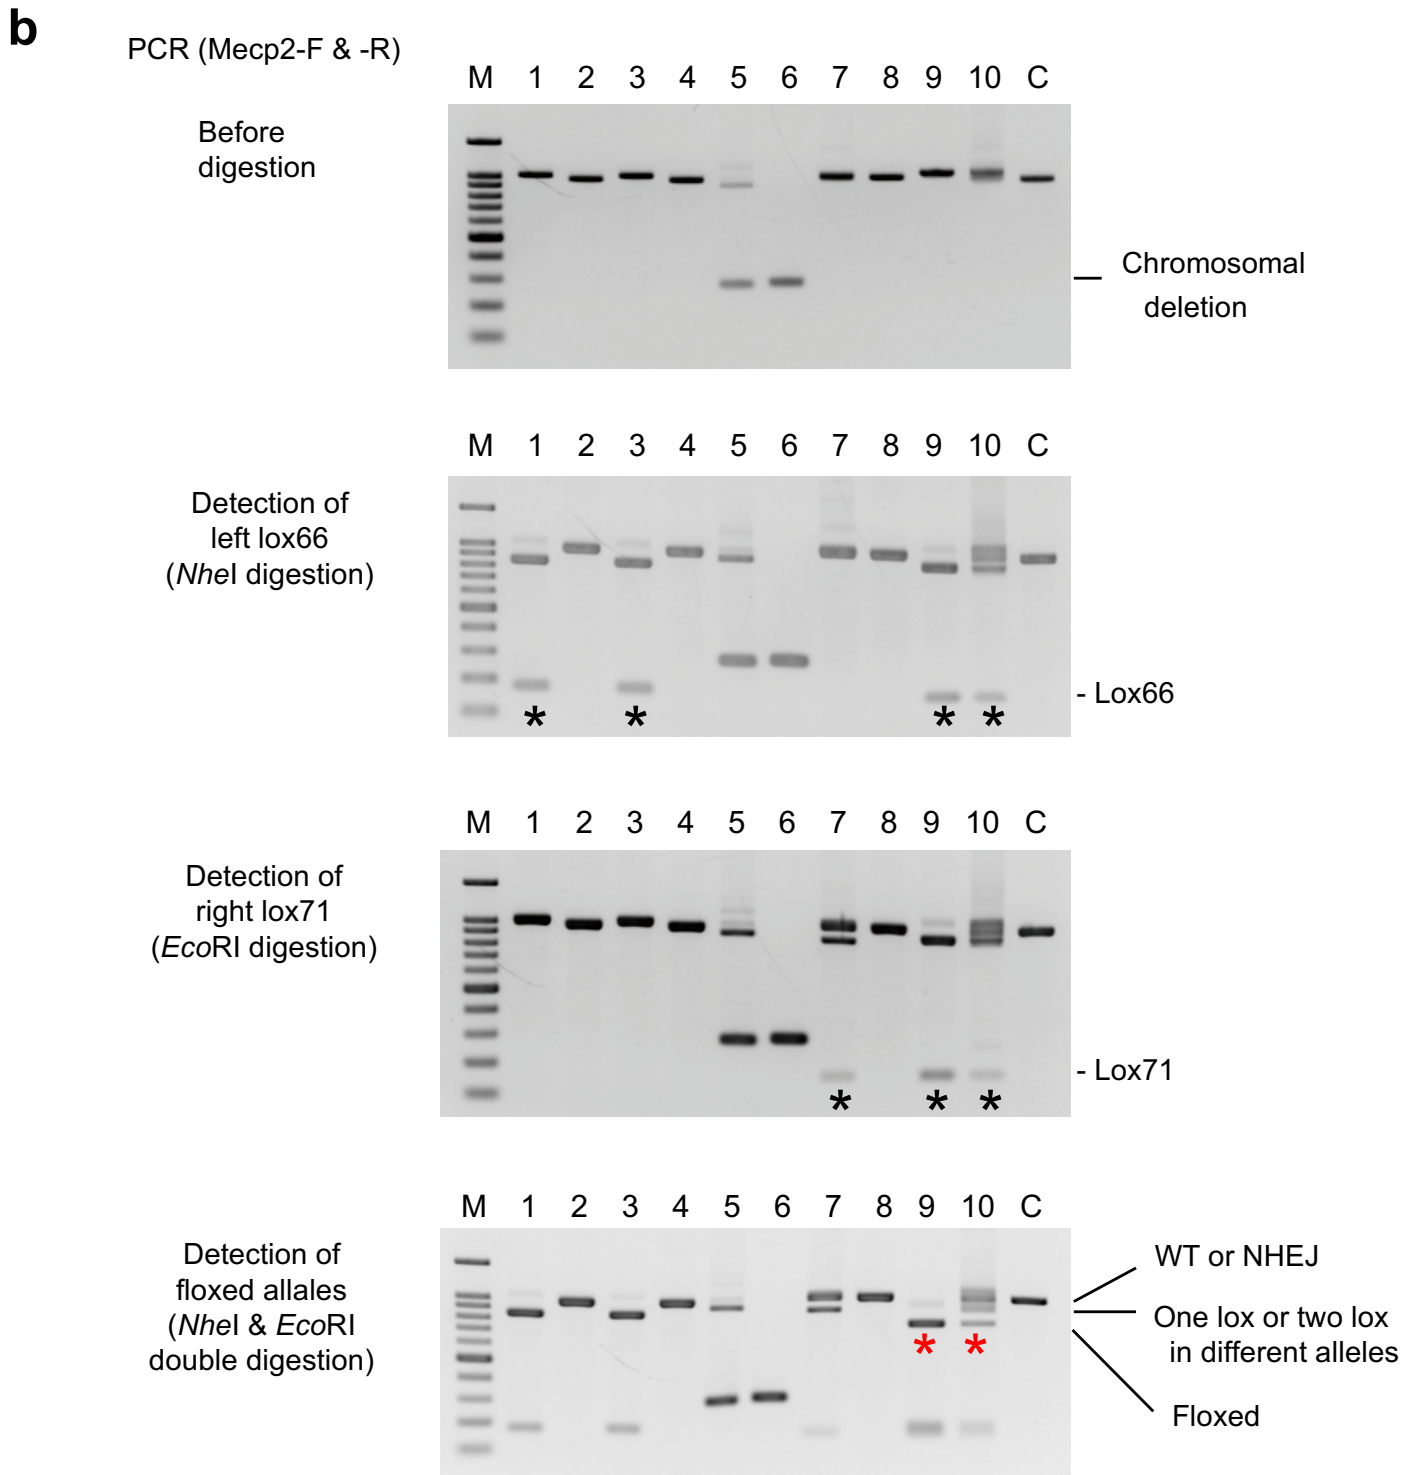 b
PCR (Mecp2-F & -R)
M 1 2 3 4 5 6 7 8 9 10 C
Before
digestion
Chromosomal
deletion
M 1 2 3 4 5 6 7 8 9 10 C
Detection of
left lox66
(NheI digestion)
- Lox66
* * * *
M 1 2 3 4 5 6 7 8 9 10 C
Detection of
right lox71
(EcoRI digestion)
- Lox71
* * *
M 1 2 3 4 5 6 7 8 9 10 C
Detection of
floxed allales
(NheI & EcoRI
double digestion)
WT or NHEJ
One lox or two lox
in different alleles
* *
Floxed